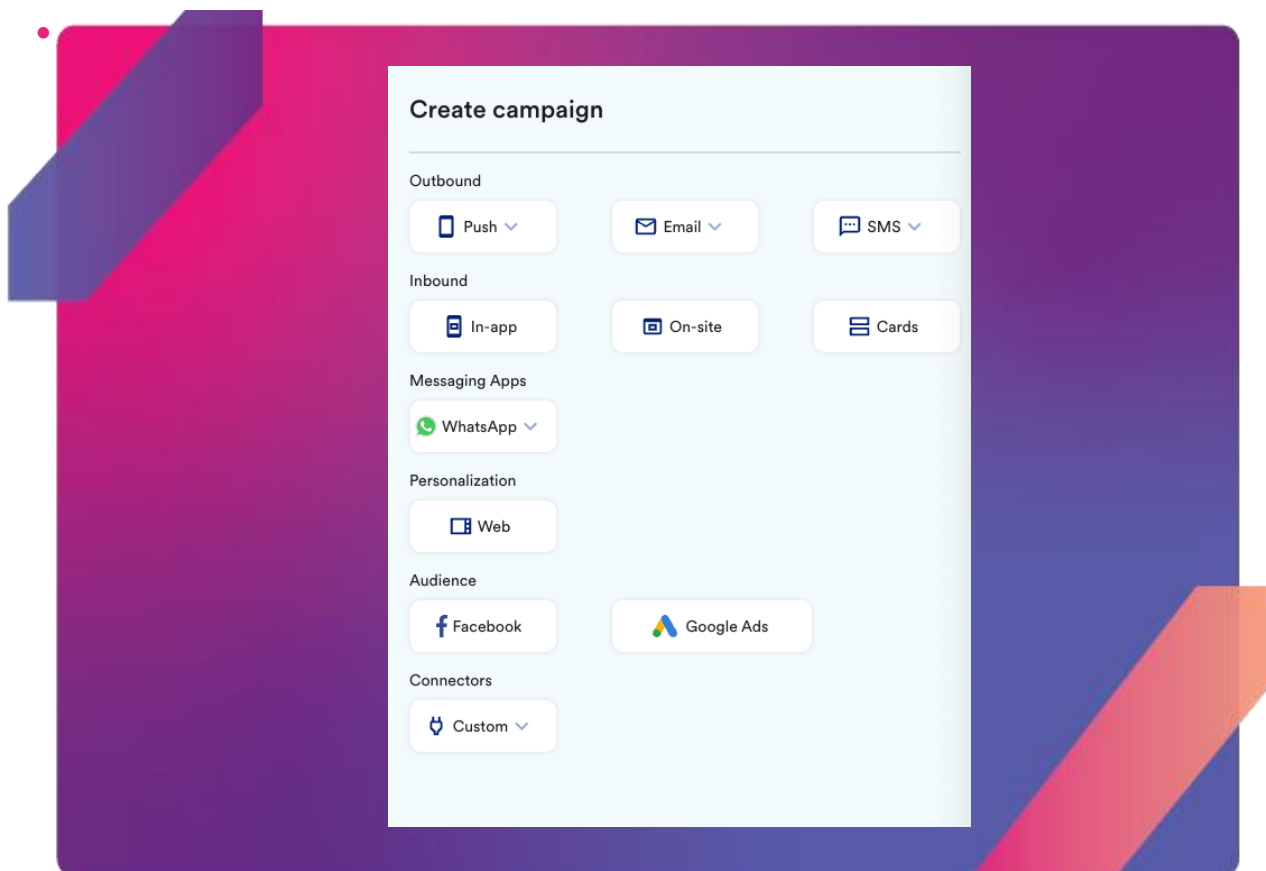 Create campaign
Outbound
Push Email SMS
Inbound
In-app On-site Cards
Messaging Apps
WhatsApp
Personalization
Web
Audience
Facebook Google Ads
Connectors
Custom